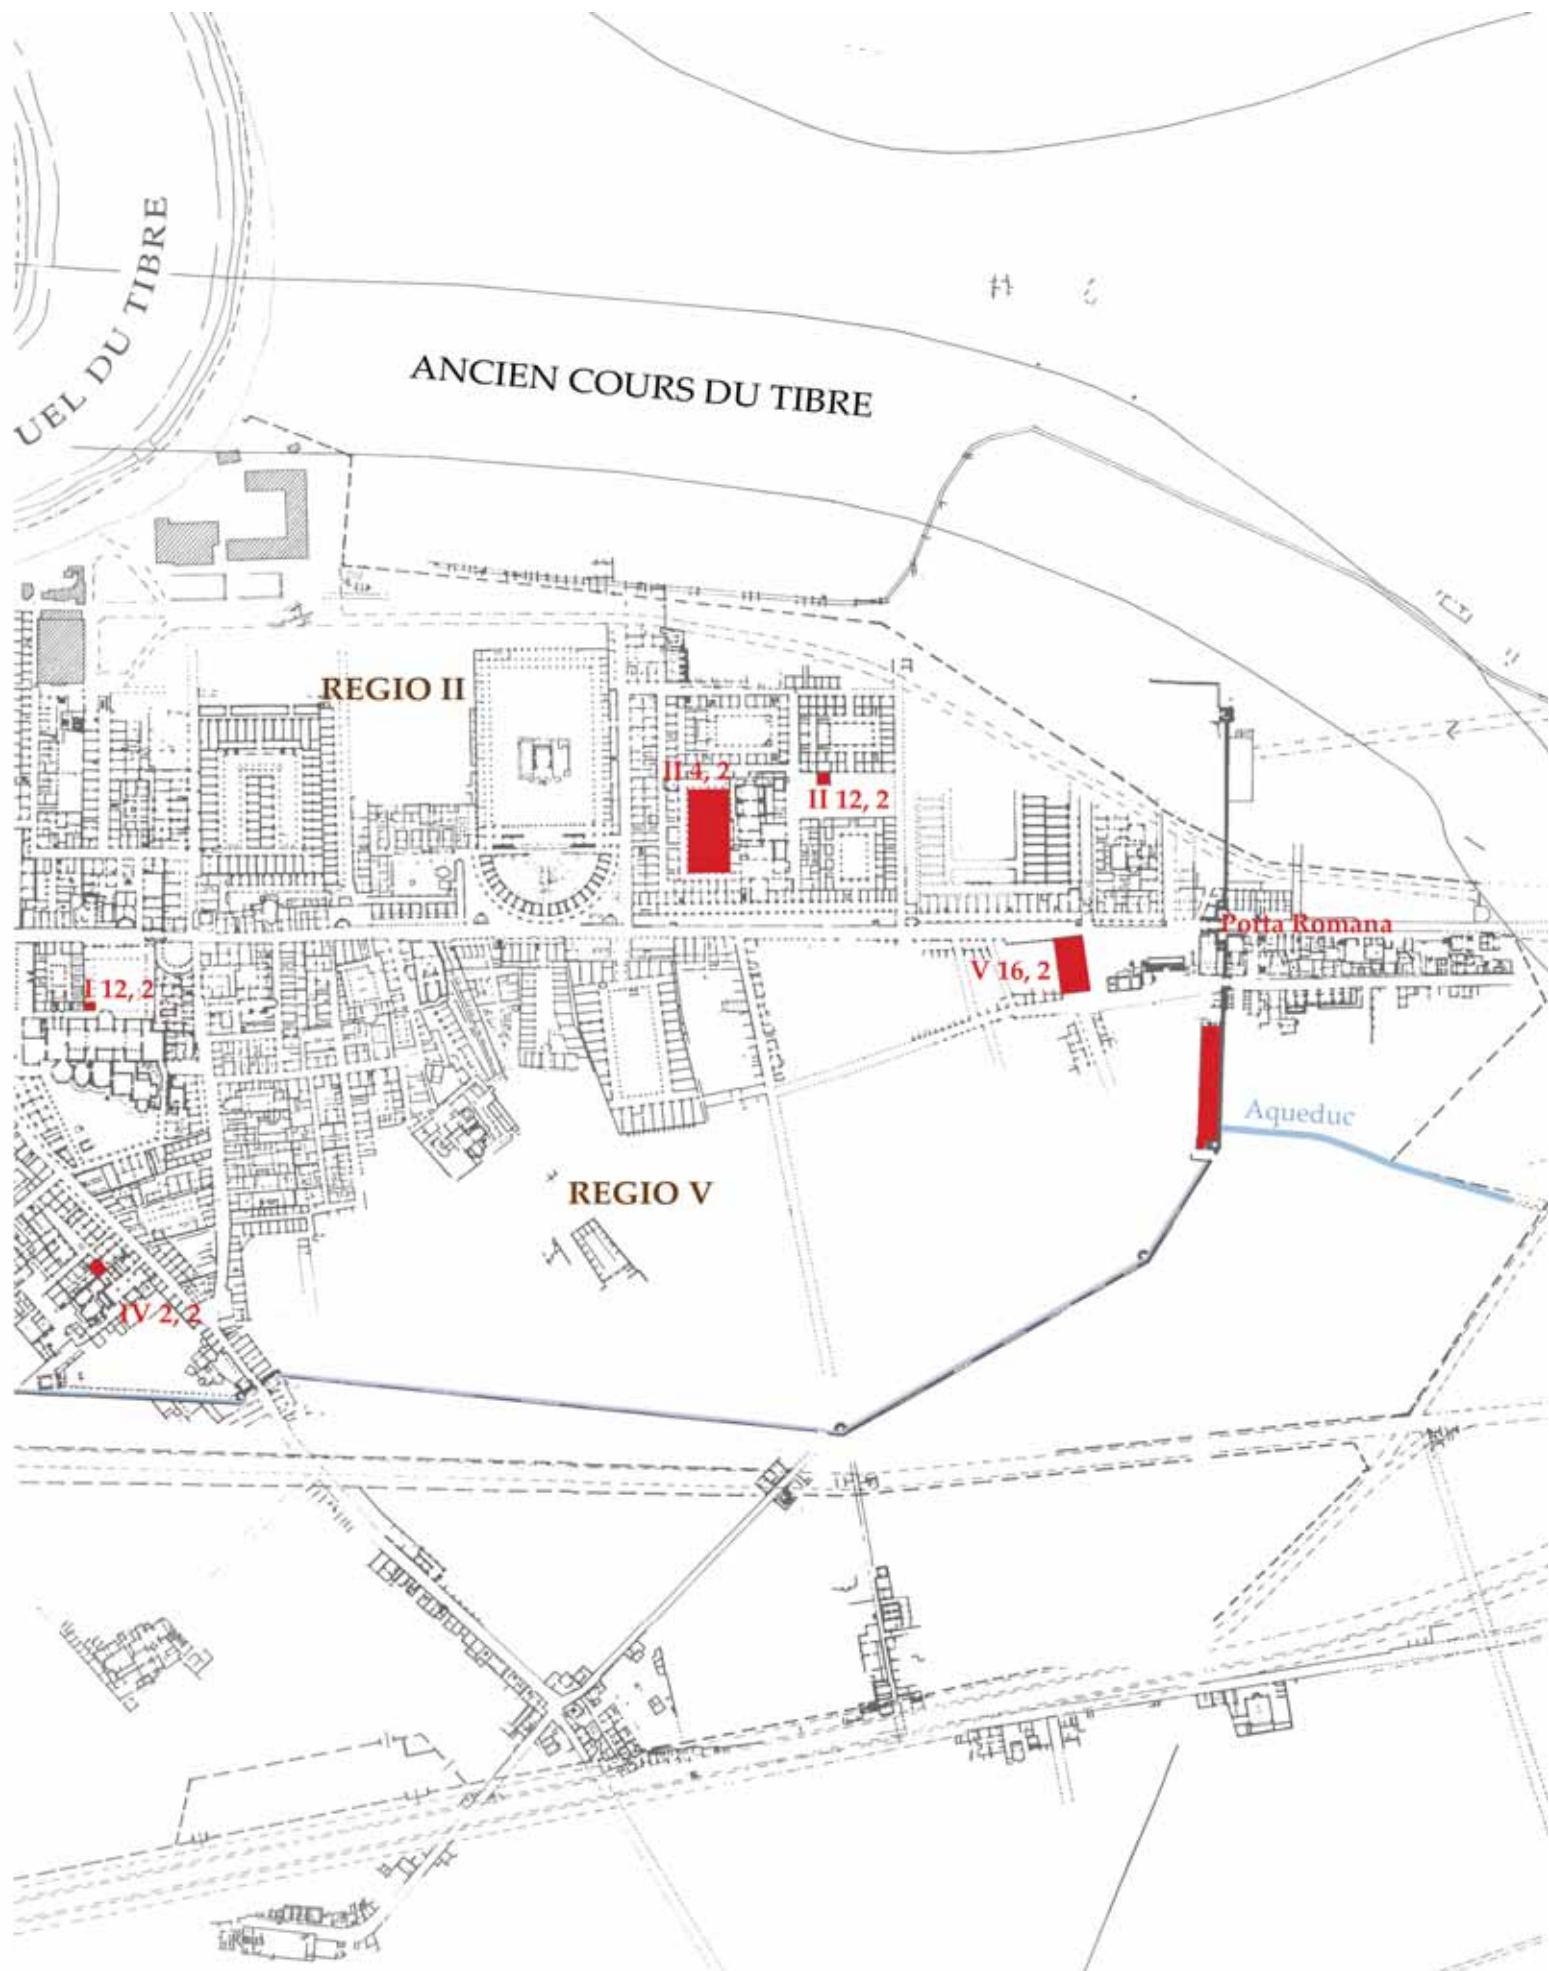 UEL DU TIBRE
ANCIEN COURS DU TIBRE
REGIO II
II 4, 2
II 12, 2
Porta Romana
V 16, 2
I 12, 2
Aqueduc
REGIO V
IV 2, 2